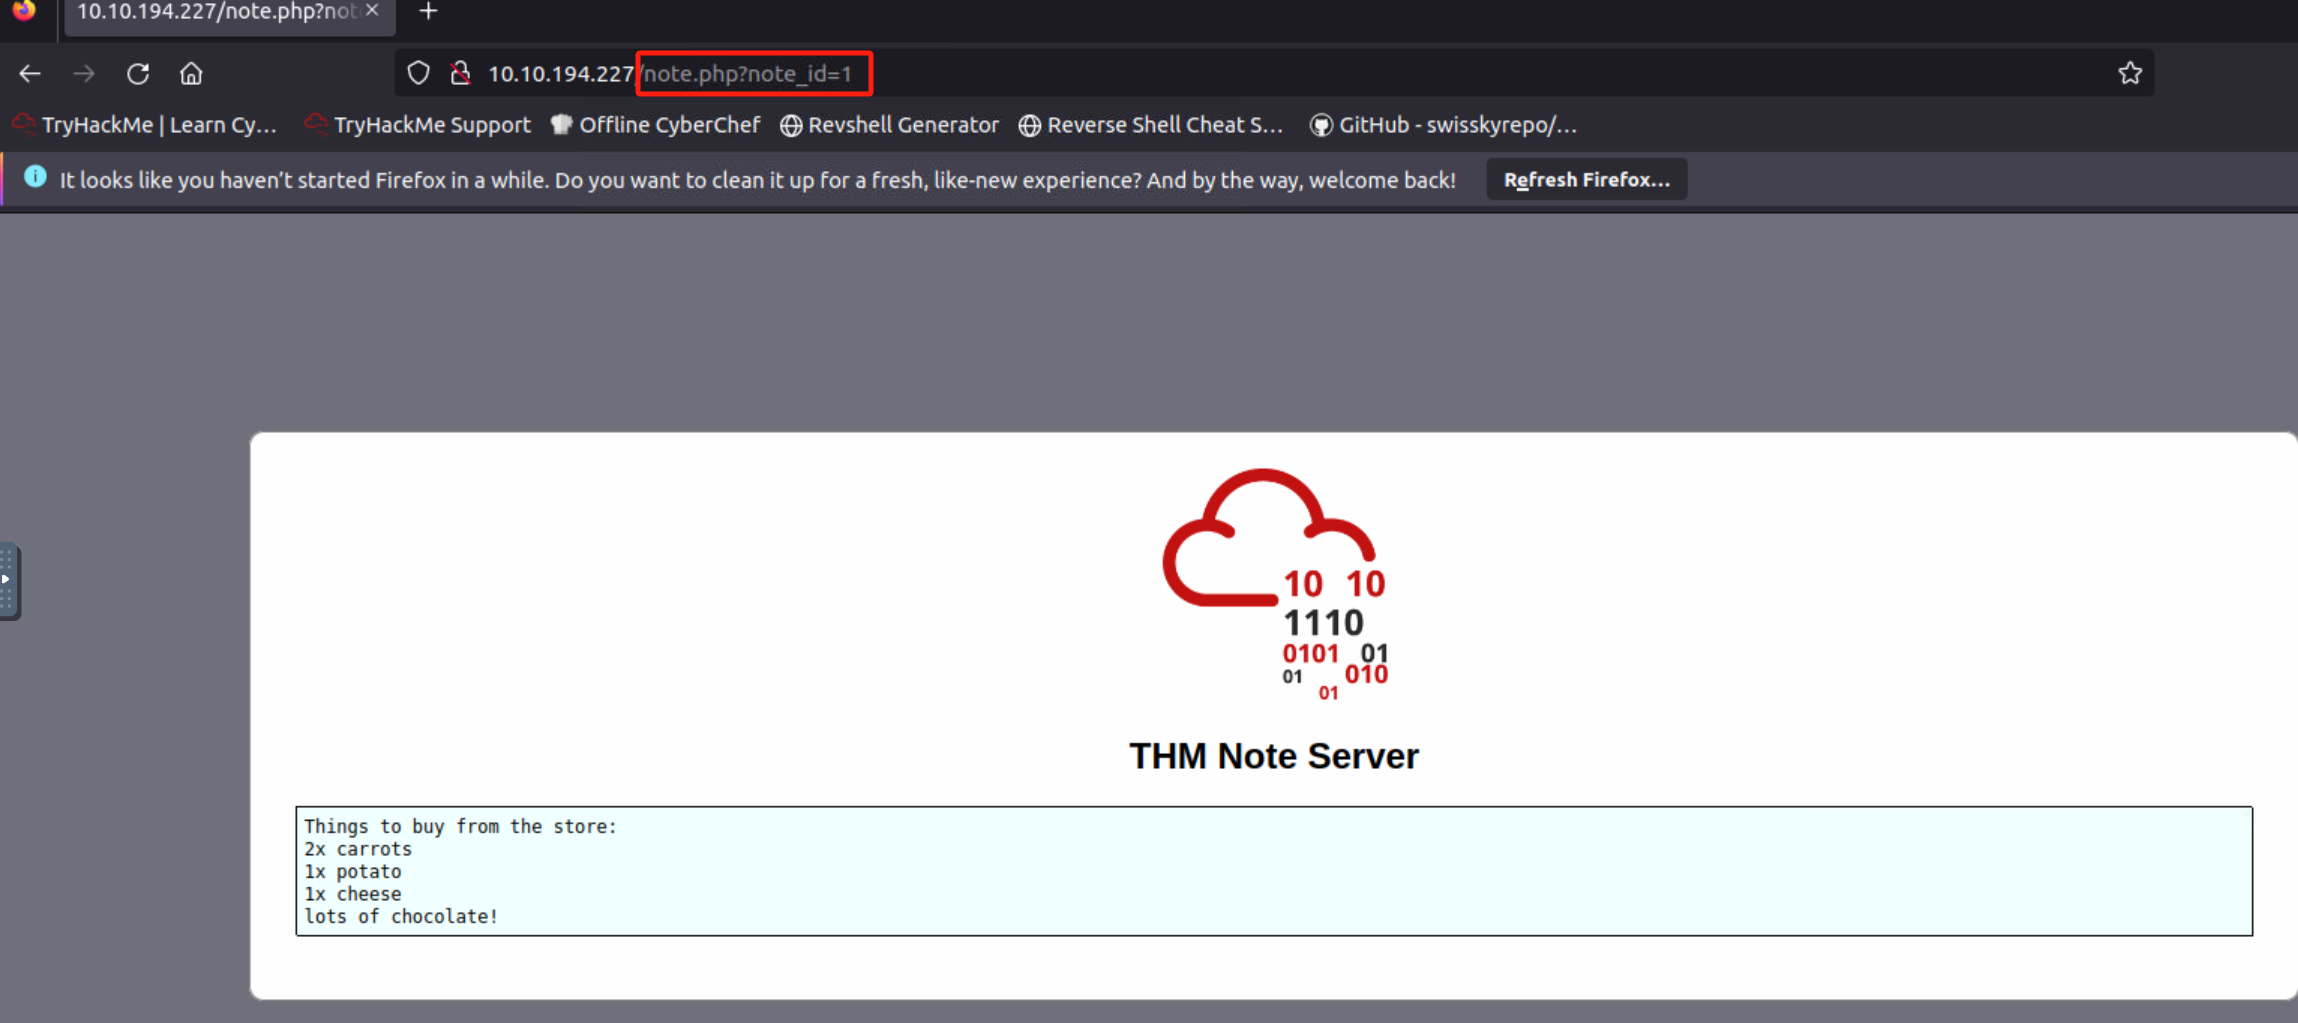 10.10.194.227/note.php?not
10.10.194.227/note.php?note_id=1
TryHackMe | Learn Cy… TryHackMe Support Offline CyberChef Revshell Generator Reverse Shell Cheat S… GitHub - swisskyrepo/…
It looks like you haven't started Firefox in a while. Do you want to clean it up for a fresh, like-new experience? And by the way, welcome back! Refresh Firefox…
10 10
1110
0101 01
01 010
01
THM Note Server
Things to buy from the store:
2x carrots
1x potato
1x cheese
lots of chocolate!